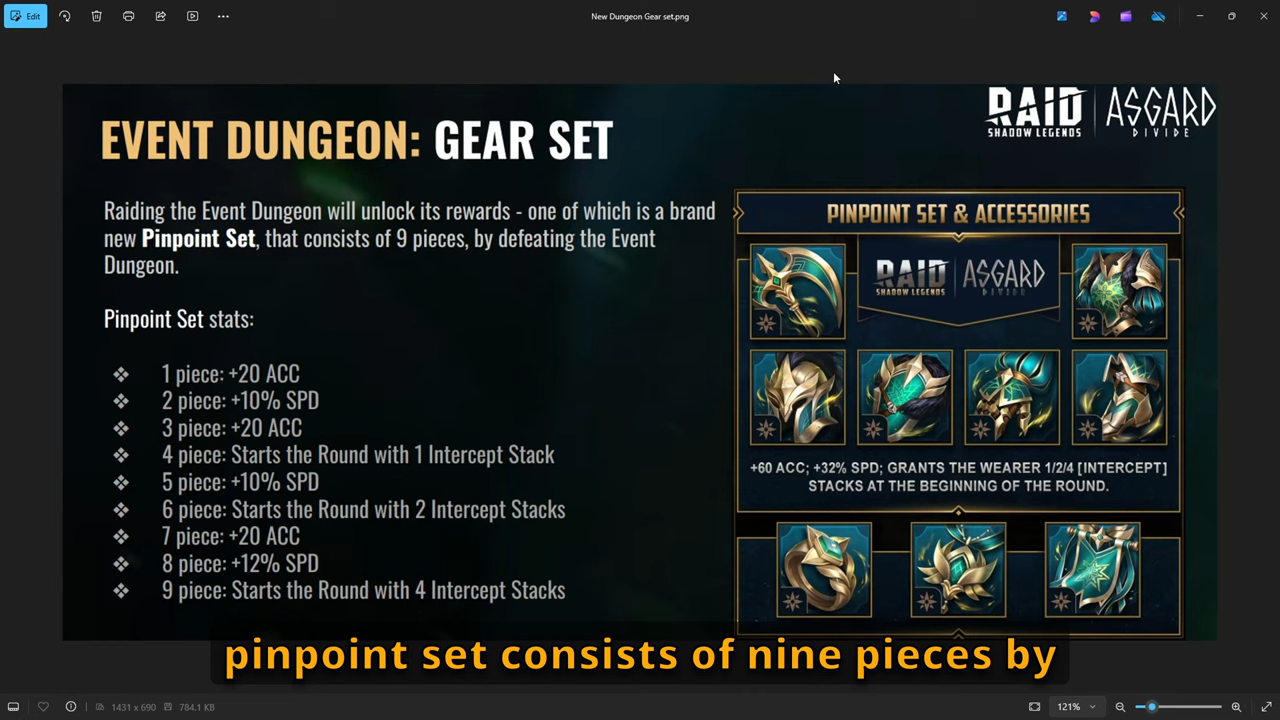 Edit
New Dungeon Gear set.png
RAID SHADOW LEGENDS | ASGARD DIVIDE
EVENT DUNGEON: GEAR SET
Raiding the Event Dungeon will unlock its rewards - one of which is a brand
new Pinpoint Set, that consists of 9 pieces, by defeating the Event
Dungeon.
Pinpoint Set stats:
❖ 1 piece: +20 ACC
❖ 2 piece: +10% SPD
❖ 3 piece: +20 ACC
❖ 4 piece: Starts the Round with 1 Intercept Stack
❖ 5 piece: +10% SPD
❖ 6 piece: Starts the Round with 2 Intercept Stacks
❖ 7 piece: +20 ACC
❖ 8 piece: +12% SPD
❖ 9 piece: Starts the Round with 4 Intercept Stacks
PINPOINT SET & ACCESSORIES
RAID SHADOW LEGENDS | ASGARD DIVIDE
+60 ACC; +32% SPD; GRANTS THE WEARER 1/2/4 [INTERCEPT]
STACKS AT THE BEGINNING OF THE ROUND.
pinpoint set consists of nine pieces by
1431 x 690
784.1 KB
121%